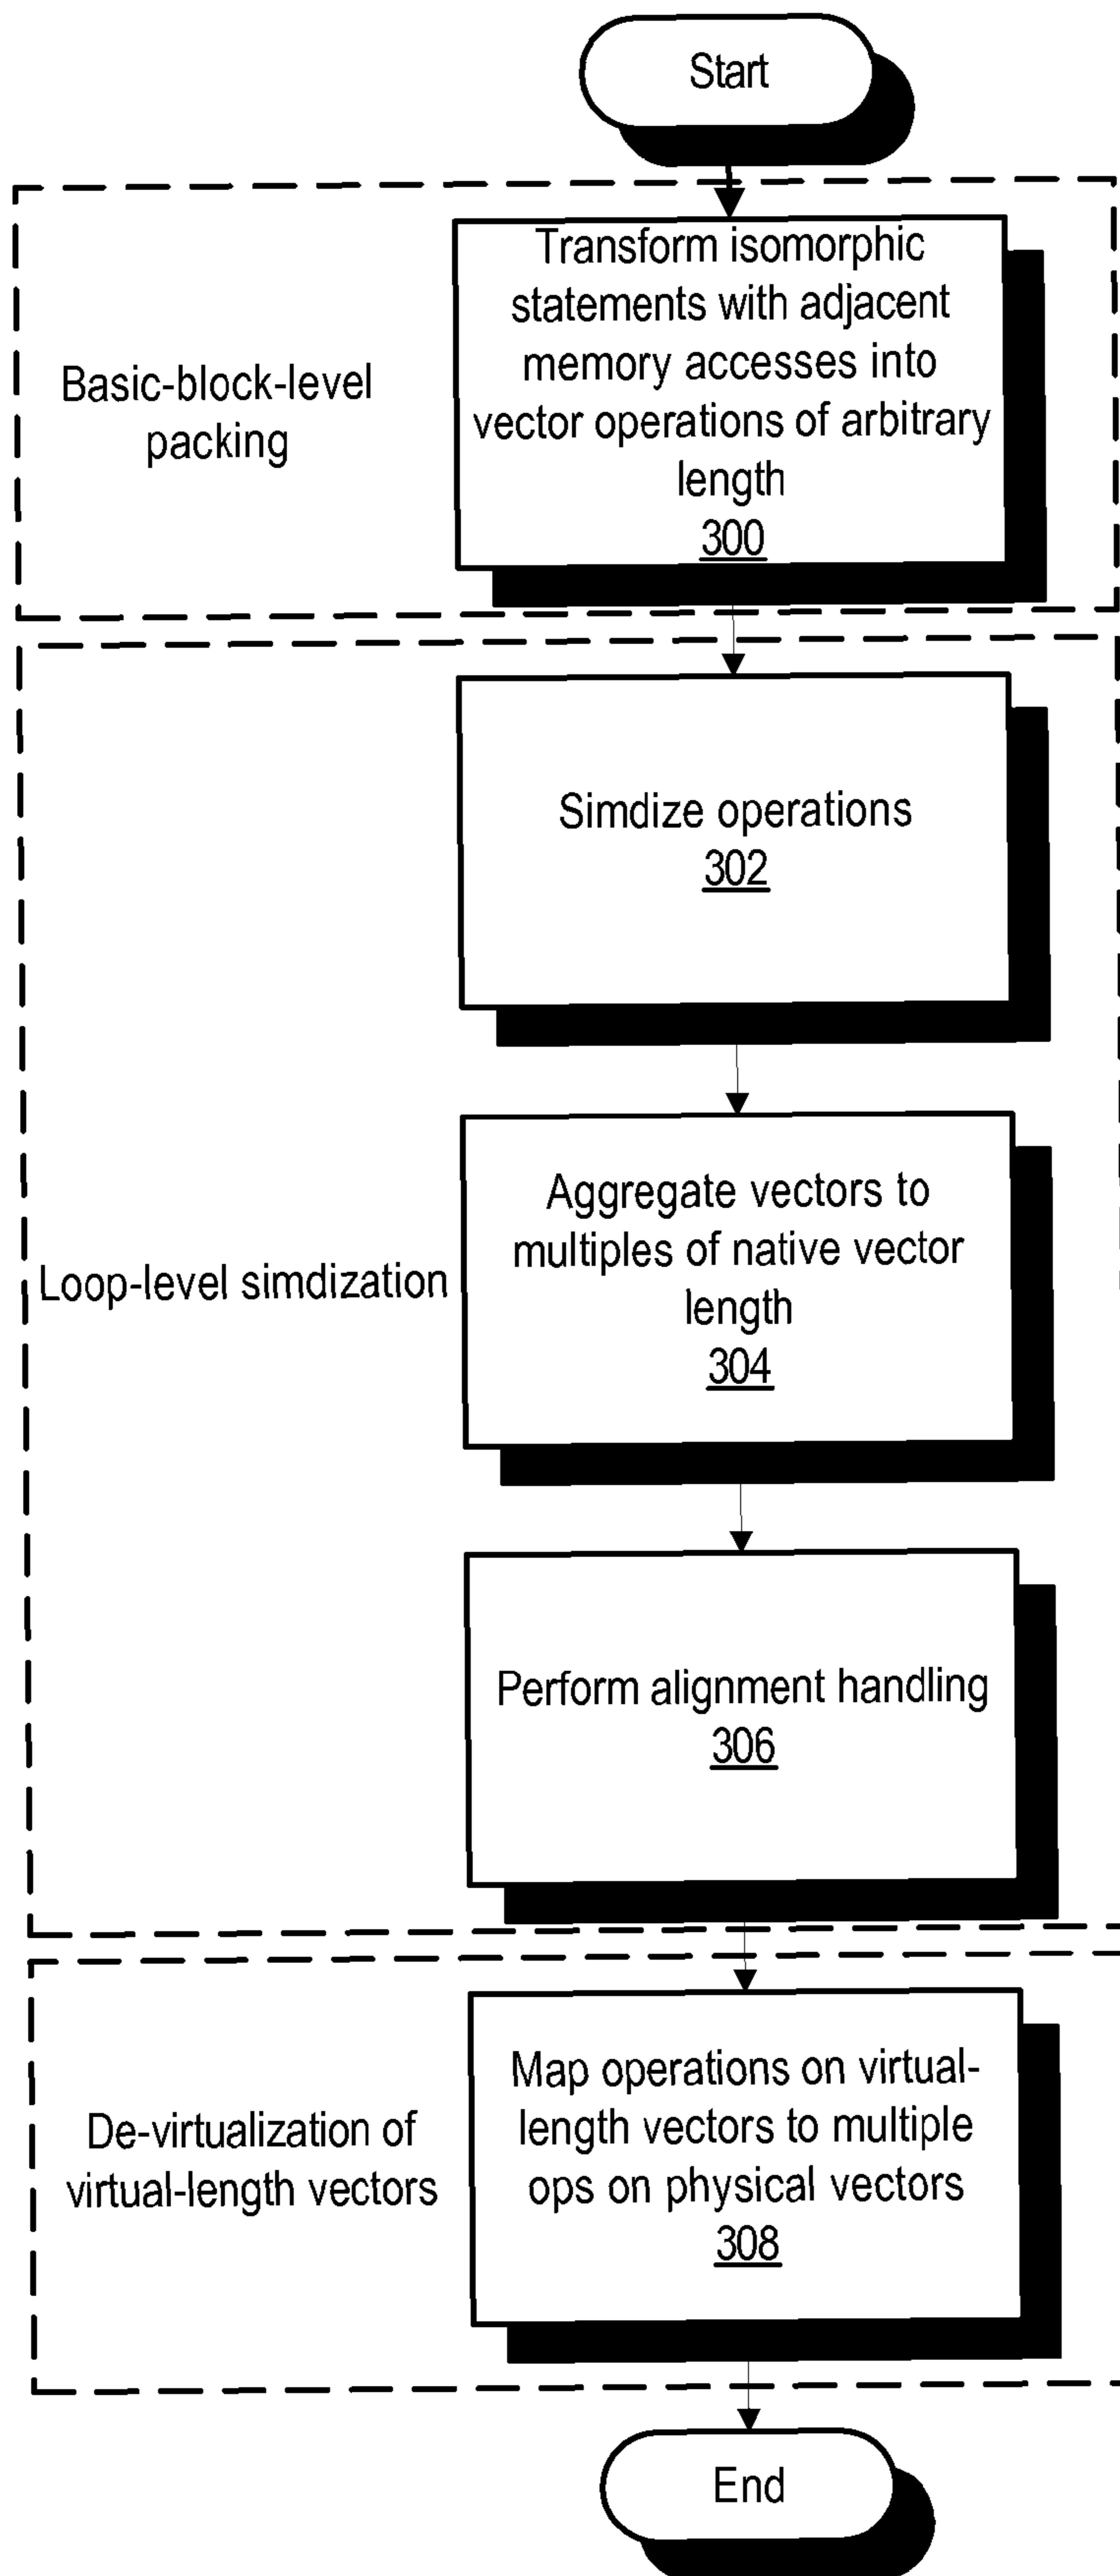 Start
Basic-block-level
packing
Transform isomorphic
statements with adjacent
memory accesses into
vector operations of arbitrary
length
300
Loop-level simdization
Simdize operations
302
Aggregate vectors to
multiples of native vector
length
304
Perform alignment handling
306
De-virtualization of
virtual-length vectors
Map operations on virtual-
length vectors to multiple
ops on physical vectors
308
End